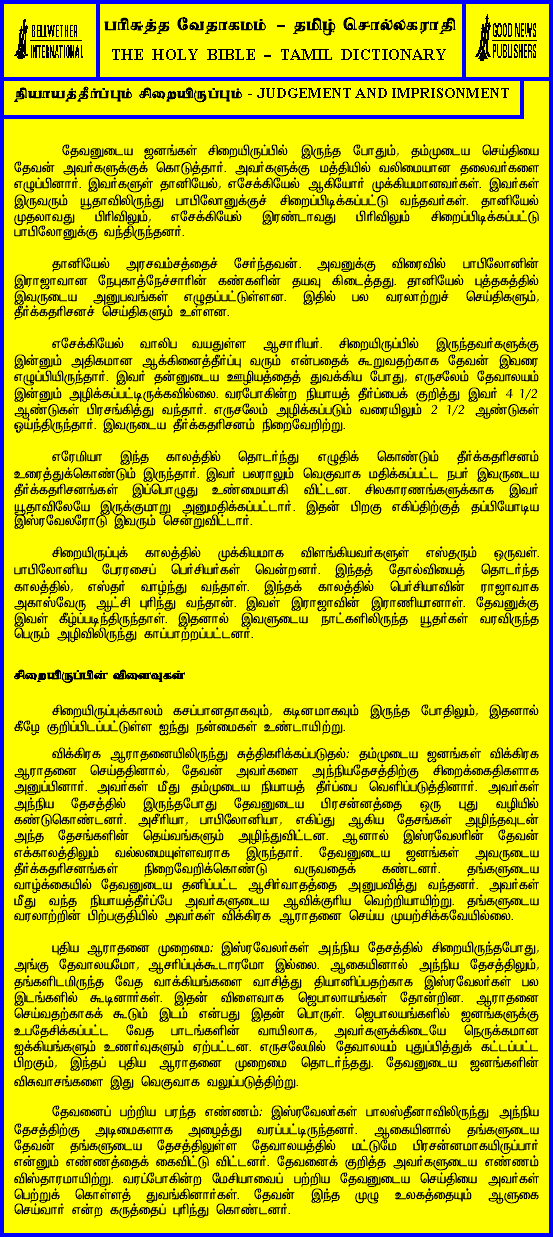 BELLWETHER
INTERNATIONAL
பரிசுத்த வேதாகமம் – தமிழ் சொல்லகராதி
THE HOLY BIBLE – TAMIL DICTIONARY
GOOD NEWS
PUBLISHERS
நியாயத்தீர்ப்பும் சிறையிருப்பும் - JUDGEMENT AND IMPRISONMENT
தேவனுடைய ஜனங்கள் சிறையிருப்பில் இருந்த போதும், தம்முடைய செய்தியை
தேவன் அவர்களுக்குக் கொடுத்தார். அவர்களுக்கு மத்தியில் வலிமையான தலைவர்களை
எழுப்பினார். இவர்களுள் தானியேல், எசேக்கியேல் ஆகியோர் முக்கியமானவர்கள். இவர்கள்
இருவரும் யூதாவிலிருந்து பாபிலோனுக்குச் சிறைப்பிடிக்கப்பட்டு வந்தவர்கள். தானியேல்
முதலாவது பிரிவிலும், எசேக்கியேல் இரண்டாவது பிரிவிலும் சிறைப்பிடிக்கப்பட்டு
பாபிலோனுக்கு வந்திருந்தனர்.
தானியேல் அரசவம்சத்தைச் சேர்ந்தவன். அவனுக்கு விரைவில் பாபிலோனின்
இராஜாவான நேபுகாத்நேச்சாரின் கண்களின் தயவு கிடைத்தது. தானியேல் புத்தகத்தில்
இவருடைய அனுபவங்கள் எழுதப்பட்டுள்ளன. இதில் பல வரலாற்றுச் செய்திகளும்,
தீர்க்கதரிசனச் செய்திகளும் உள்ளன.
எசேக்கியேல் வாலிப வயதுள்ள ஆசாரியர். சிறையிருப்பில் இருந்தவர்களுக்கு
இன்னும் அதிகமான ஆக்கினைத்தீர்ப்பு வரும் என்பதைக் கூறுவதற்காக தேவன் இவரை
எழுப்பியிருந்தார். இவர் தன்னுடைய ஊழியத்தைத் துவக்கிய போது, எருசலேம் தேவாலயம்
இன்னும் அழிக்கப்பட்டிருக்கவில்லை. வரபோகின்ற நியாயத் தீர்ப்பைக் குறித்து இவர் 4 1/2
ஆண்டுகள் பிரசங்கித்து வந்தார். எருசலேம் அழிக்கப்படும் வரையிலும் 2 1/2 ஆண்டுகள்
ஓய்ந்திருந்தார். இவருடைய தீர்க்கதரிசனம் நிறைவேறிற்று.
எரேமியா இந்த காலத்தில் தொடர்ந்து எழுதிக் கொண்டும் தீர்க்கதரிசனம்
உரைத்துக்கொண்டும் இருந்தார். இவர் பலராலும் வெகுவாக மதிக்கப்பட்ட நபர் இவருடைய
தீர்க்கதரிசனங்கள் இப்பொழுது உண்மையாகி விட்டன. சிலகாரணங்களுக்காக இவர்
யூதாவிலேயே இருக்குமாறு அனுமதிக்கப்பட்டார். இதன் பிறகு எகிப்திற்குத் தப்பியோடிய
இஸ்ரவேலரோடு இவரும் சென்றுவிட்டார்.
சிறையிருப்புக் காலத்தில் முக்கியமாக விளங்கியவர்களுள் எஸ்தரும் ஒருவள்.
பாபிலோனிய பேரரசைப் பெர்சியர்கள் வென்றனர். இந்தத் தோல்வியைத் தொடர்ந்த
காலத்தில், எஸ்தர் வாழ்ந்து வந்தாள். இந்தக் காலத்தில் பெர்சியாவின் ராஜாவாக
அகாஸ்வேரு ஆட்சி புரிந்து வந்தான். இவள் இராஜாவின் இராணியானாள். தேவனுக்கு
இவள் கீழ்ப்படிந்திருந்தாள். இதனால் இவளுடைய நாட்களிலிருந்த யூதர்கள் வரவிருந்த
பெரும் அழிவிலிருந்து காப்பாற்றப்பட்டனர்.
சிறையிருப்பின் விளைவுகள்
சிறையிருப்புக்காலம் கசப்பானதாகவும், கடினமாகவும் இருந்த போதிலும், இதனால்
கீழே குறிப்பிடப்பட்டுள்ள ஐந்து நன்மைகள் உண்டாயிற்று.
விக்கிரக ஆராதனையிலிருந்து சுத்திகரிக்கப்படுதல்: தம்முடைய ஜனங்கள் விக்கிரக
ஆராதனை செய்ததினால், தேவன் அவர்களை அந்நியதேசத்திற்கு சிறைக்கைதிகளாக
அனுப்பினார். அவர்கள் மீது தம்முடைய நியாயத் தீர்ப்பை வெளிப்படுத்தினார். அவர்கள்
அந்நிய தேசத்தில் இருந்தபோது தேவனுடைய பிரசன்னத்தை ஒரு புது வழியில்
கண்டுகொண்டனர். அசீரியா, பாபிலோனியா, எகிப்து ஆகிய தேசங்கள் அழிந்தவுடன்
அந்த தேசங்களின் தெய்வங்களும் அழிந்துவிட்டன. ஆனால் இஸ்ரவேலரின் தேவன்
எக்காலத்திலும் வல்லமையுள்ளவராக இருந்தார். தேவனுடைய ஜனங்கள் அவருடைய
தீர்க்கதரிசனங்கள் நிறைவேறிக்கொண்டு வருவதைக் கண்டனர். தங்களுடைய
வாழ்க்கையில் தேவனுடைய தனிப்பட்ட ஆசிர்வாதத்தை அனுபவித்து வந்தனர். அவர்கள்
மீது வந்த நியாயத்தீர்ப்பே அவர்களுடைய ஆவிக்குரிய வெற்றியாயிற்று. தங்களுடைய
வரலாற்றின் பிற்பகுதியில் அவர்கள் விக்கிரக ஆராதனை செய்ய முயற்சிக்கவேயில்லை.
புதிய ஆராதனை முறைமை: இஸ்ரவேலர்கள் அந்நிய தேசத்தில் சிறையிருந்தபோது,
அங்கு தேவாலயமோ, ஆசரிப்புக்கூடாரமோ இல்லை. ஆகையினால் அந்நிய தேசத்திலும்,
தங்களிடமிருந்த வேத வாக்கியங்களை வாசித்து தியானிப்பதற்காக இஸ்ரவேலர்கள் பல
இடங்களில் கூடினார்கள். இதன் விளைவாக ஜெபாலாயங்கள் தோன்றின. ஆராதனை
செய்வதற்காகக் கூடும் இடம் என்பது இதன் பொருள். ஜெபாலயங்களில் ஜனங்களுக்கு
உபதேசிக்கப்பட்ட வேத பாடங்களின் வாயிலாக, அவர்களுக்கிடையே நெருக்கமான
ஐக்கியங்களும் உணர்வுகளும் ஏற்பட்டன. எருசலேமில் தேவாலயம் புதுப்பித்துக் கட்டப்பட்ட
பிறகும், இந்தப் புதிய ஆராதனை முறைமை தொடர்ந்தது. தேவனுடைய ஜனங்களின்
விசுவாசங்களை இது வெகுவாக வலுப்படுத்திற்று.
தேவனைப் பற்றிய பரந்த எண்ணம்: இஸ்ரவேலர்கள் பாலஸ்தீனாவிலிருந்து அந்நிய
தேசத்திற்கு அடிமைகளாக அழைத்து வரப்பட்டிருந்தனர். ஆகையினால் தங்களுடைய
தேவன் தங்களுடைய தேசத்திலுள்ள தேவாலயத்தில் மட்டுமே பிரசன்னமாகயிருப்பார்
என்னும் எண்ணத்தைக் கைவிட்டு விட்டனர். தேவனைக் குறித்த அவர்களுடைய எண்ணம்
விஸ்தாரமாயிற்று. வரப்போகின்ற மேசியாவைப் பற்றிய தேவனுடைய செய்தியை அவர்கள்
பெற்றுக் கொள்ளத் துவங்கினார்கள். தேவன் இந்த முழு உலகத்தையும் ஆளுகை
செய்வார் என்ற கருத்தைப் புரிந்து கொண்டனர்.